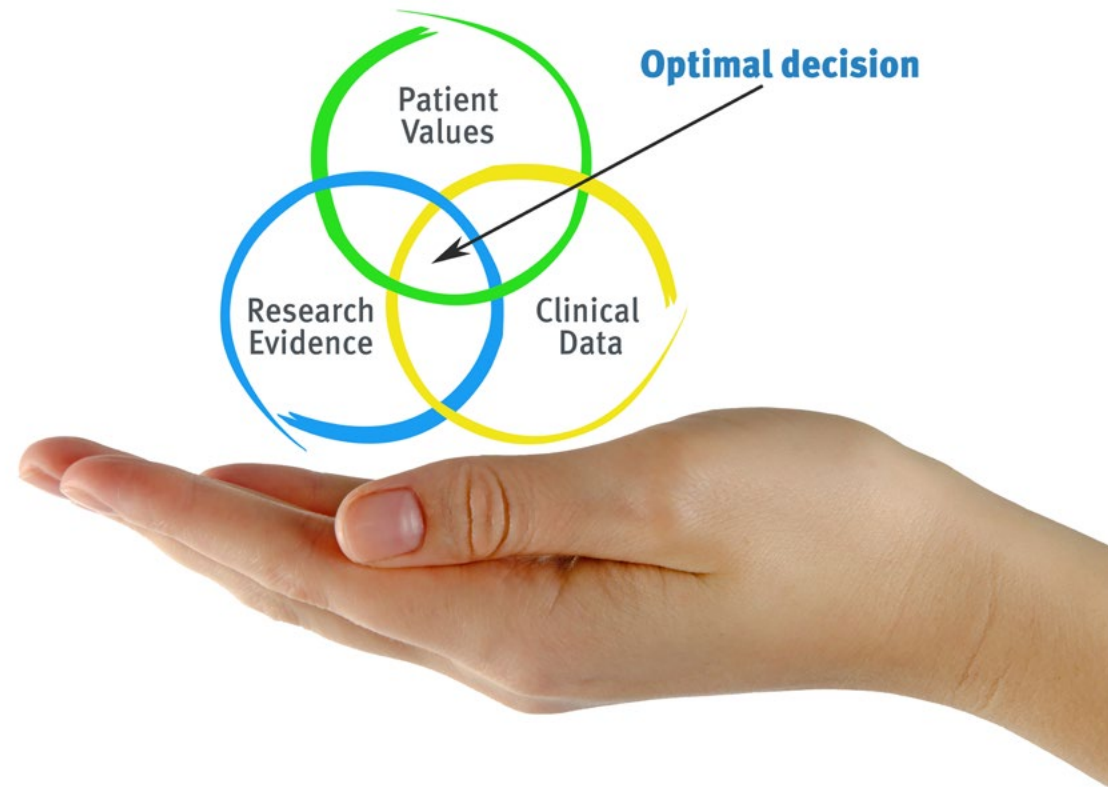 Optimal decision
Patient
Values
Research
Evidence
Clinical
Data